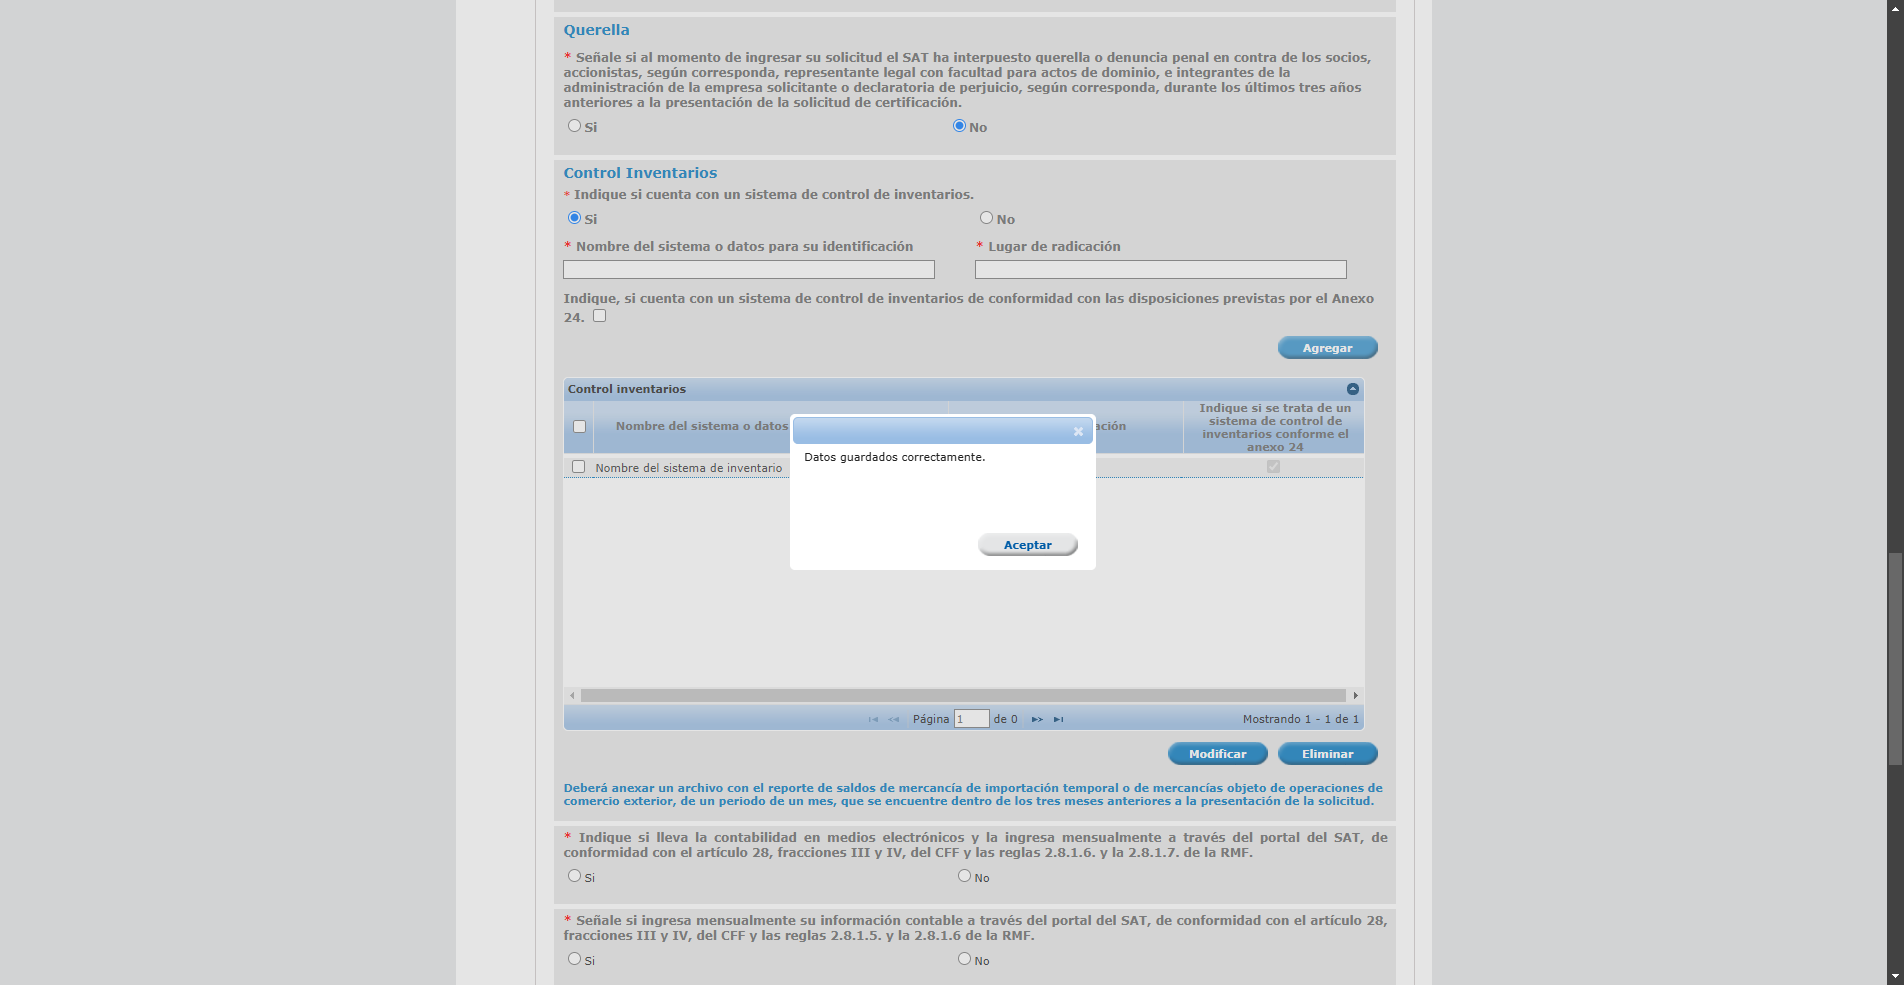 Querella
* Señale si al momento de ingresar su solicitud el SAT ha interpuesto querella o denuncia penal en contra de los socios,
accionistas, según corresponda, representante legal con facultad para actos de dominio, e integrantes de la
administración de la empresa solicitante o declaratoria de perjuicio, según corresponda, durante los últimos tres años
anteriores a la presentación de la solicitud de certificación.
Si No
Control Inventarios
* Indique si cuenta con un sistema de control de inventarios.
Si No
* Nombre del sistema o datos para su identificación * Lugar de radicación
Indique, si cuenta con un sistema de control de inventarios de conformidad con las disposiciones previstas por el Anexo
24.
Agregar
Control inventarios
Nombre del sistema o datos ación Indique si se trata de un
sistema de control de
inventarios conforme el
anexo 24
Nombre del sistema de inventario
Datos guardados correctamente.
Aceptar
Página 1 de 0 Mostrando 1 - 1 de 1
Modificar Eliminar
Deberá anexar un archivo con el reporte de saldos de mercancía de importación temporal o de mercancías objeto de operaciones de
comercio exterior, de un periodo de un mes, que se encuentre dentro de los tres meses anteriores a la presentación de la solicitud.
* Indique si lleva la contabilidad en medios electrónicos y la ingresa mensualmente a través del portal del SAT, de
conformidad con el artículo 28, fracciones III y IV, del CFF y las reglas 2.8.1.6. y la 2.8.1.7. de la RMF.
Si No
* Señale si ingresa mensualmente su información contable a través del portal del SAT, de conformidad con el artículo 28,
fracciones III y IV, del CFF y las reglas 2.8.1.5. y la 2.8.1.6 de la RMF.
Si No